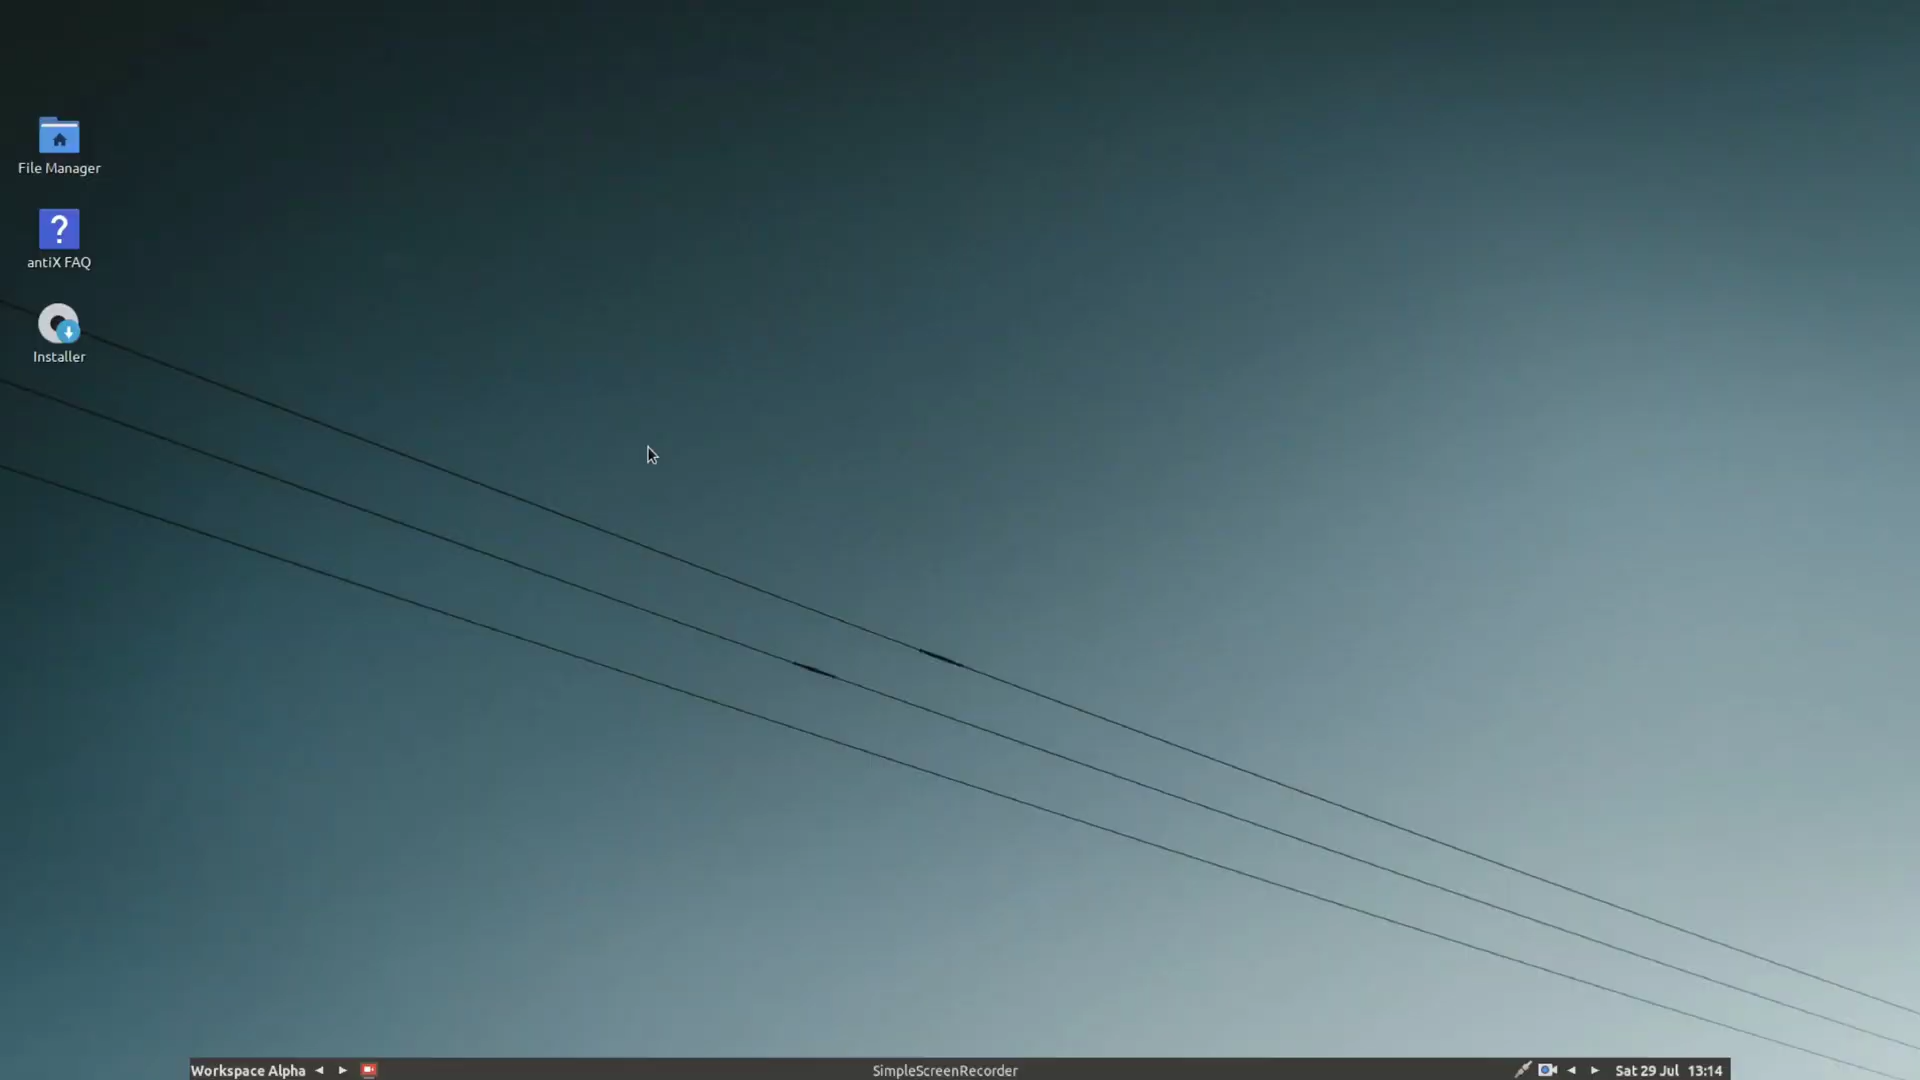 File Manager
?
antiX FAQ
Installer
Workspace Alpha
SimpleScreenRecorder
Sat 29 Jul 13:14